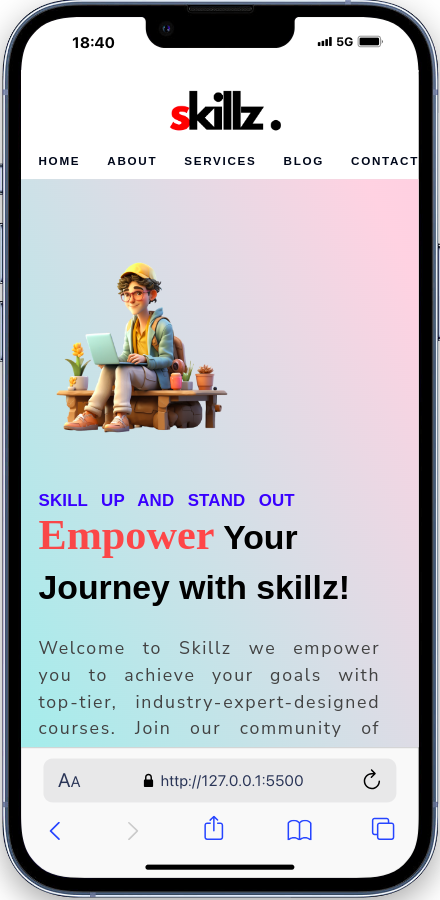 18:40
5G
skillz.
HOME ABOUT SERVICES BLOG CONTACT
SKILL UP AND STAND OUT
Empower Your
Journey with skillz!
Welcome to Skillz we empower
you to achieve your goals with
top-tier, industry-expert-designed
courses. Join our community of
AA http://127.0.0.1:5500